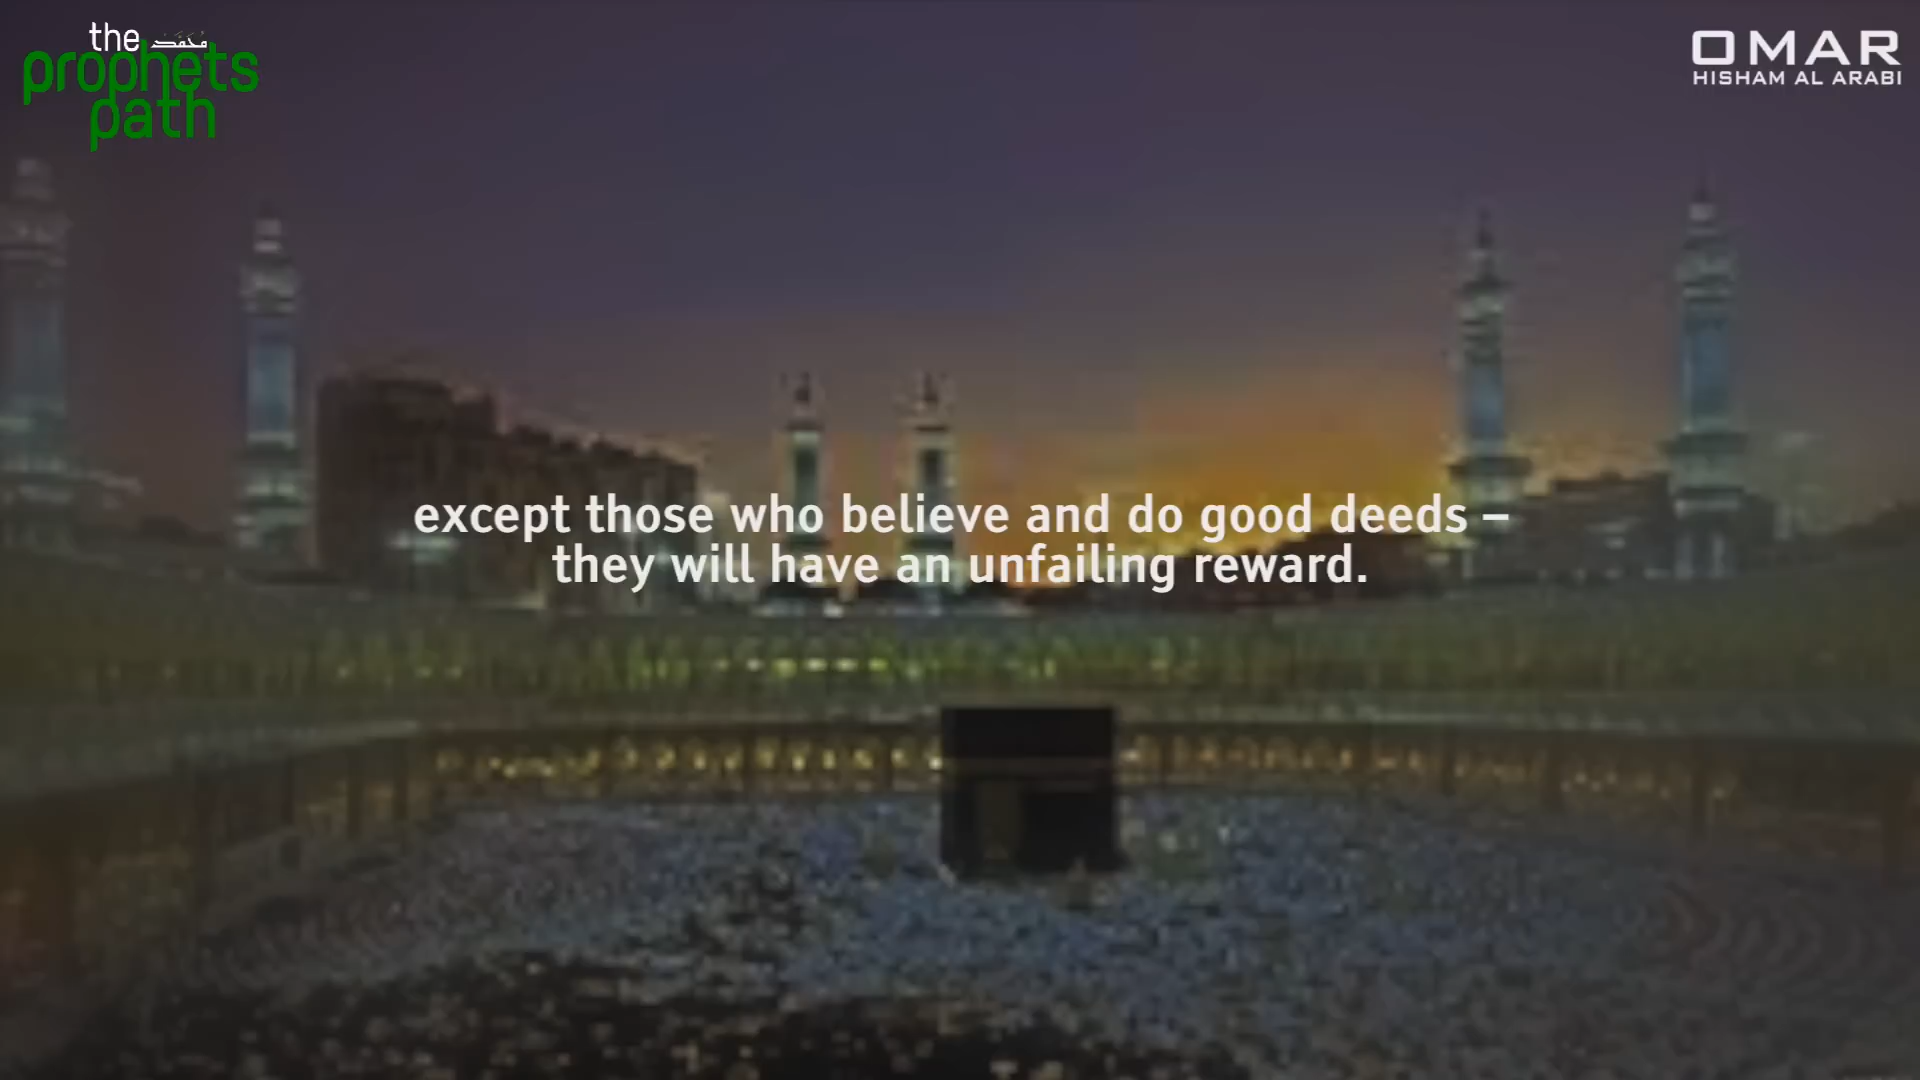 the محمد
prophets
path
OMAR
HISHAM AL ARABI
except those who believe and do good deeds –
they will have an unfailing reward.